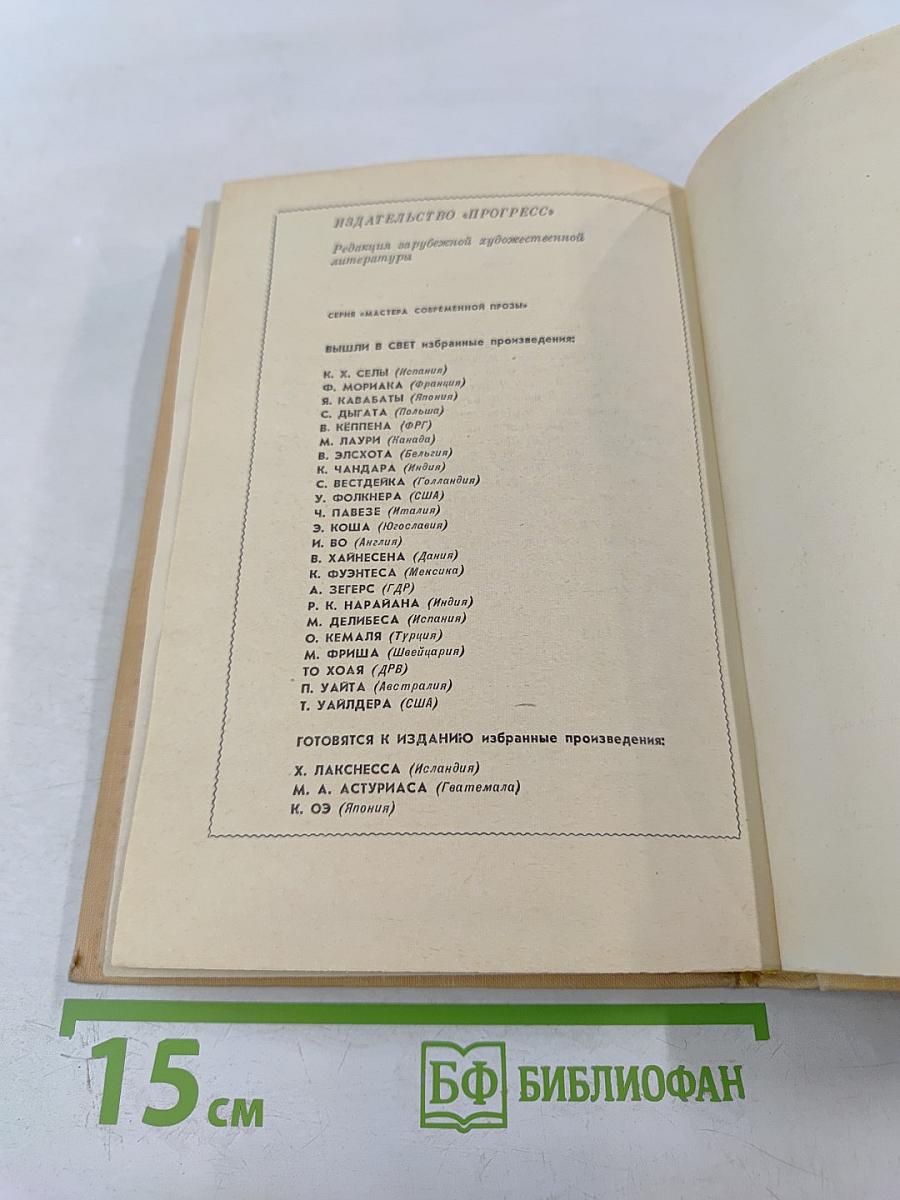 ИЗДАТЕЛЬСТВО «ПРОГРЕСС»
Редакция зарубежной художественной
литературы
СЕРИЯ «МАСТЕРА СОВРЕМЕННОЙ ПРОЗЫ»
ВЫШЛИ В СВЕТ избранные произведения:
К. Х. СЕЛЫ (Испания)
Ф. МОРИАКА (Франция)
Я. КАВАБАТЫ (Япония)
С. ДЫГАТА (Польша)
В. КЁППЕНА (ФРГ)
М. ЛАУРИ (Канада)
В. ЭЛСХОТА (Бельгия)
К. ЧАНДАРА (Индия)
С. ВЕСТДЕЙКА (Голландия)
У. ФОЛКНЕРА (США)
Ч. ПАВЕЗЕ (Италия)
Э. КОША (Югославия)
И. ВО (Англия)
В. ХАЙНЕСЕНА (Дания)
К. ФУЭНТЕСА (Мексика)
А. ЗЕГЕРС (ГДР)
Р. К. НАРАЙАНА (Индия)
М. ДЕЛИБЕСА (Испания)
О. КЕМАЛЯ (Турция)
М. ФРИША (Швейцария)
ТО ХОАЯ (ДРВ)
П. УАЙТА (Австралия)
Т. УАЙЛДЕРА (США)
ГОТОВЯТСЯ К ИЗДАНИЮ избранные произведения:
Х. ЛАКСНЕССА (Исландия)
М. А. АСТУРИАСА (Гватемала)
К. ОЭ (Япония)
15 см
БФ БИБЛИОФАН